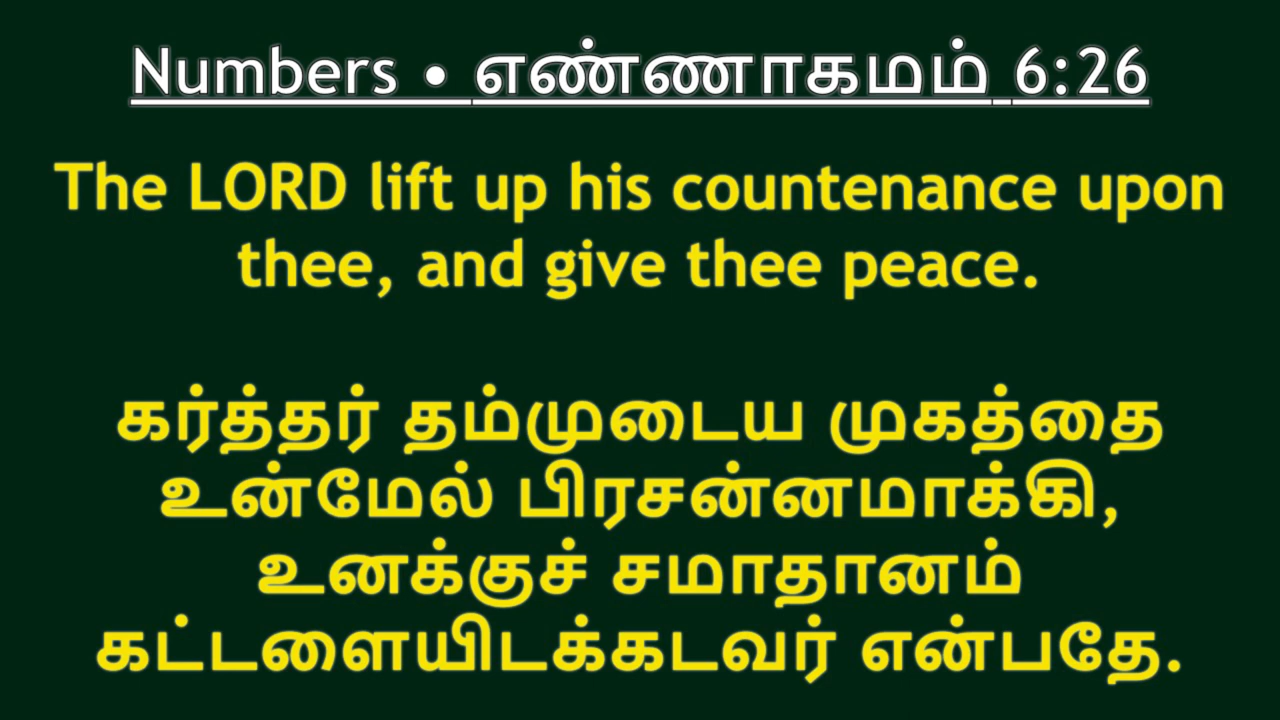 Numbers • எண்ணாகமம் 6:26
The LORD lift up his countenance upon
thee, and give thee peace.
கர்த்தர் தம்முடைய முகத்தை
உன்மேல் பிரசன்னமாக்கி,
உனக்குச் சமாதானம்
கட்டளையிடக்கடவர் என்பதே.